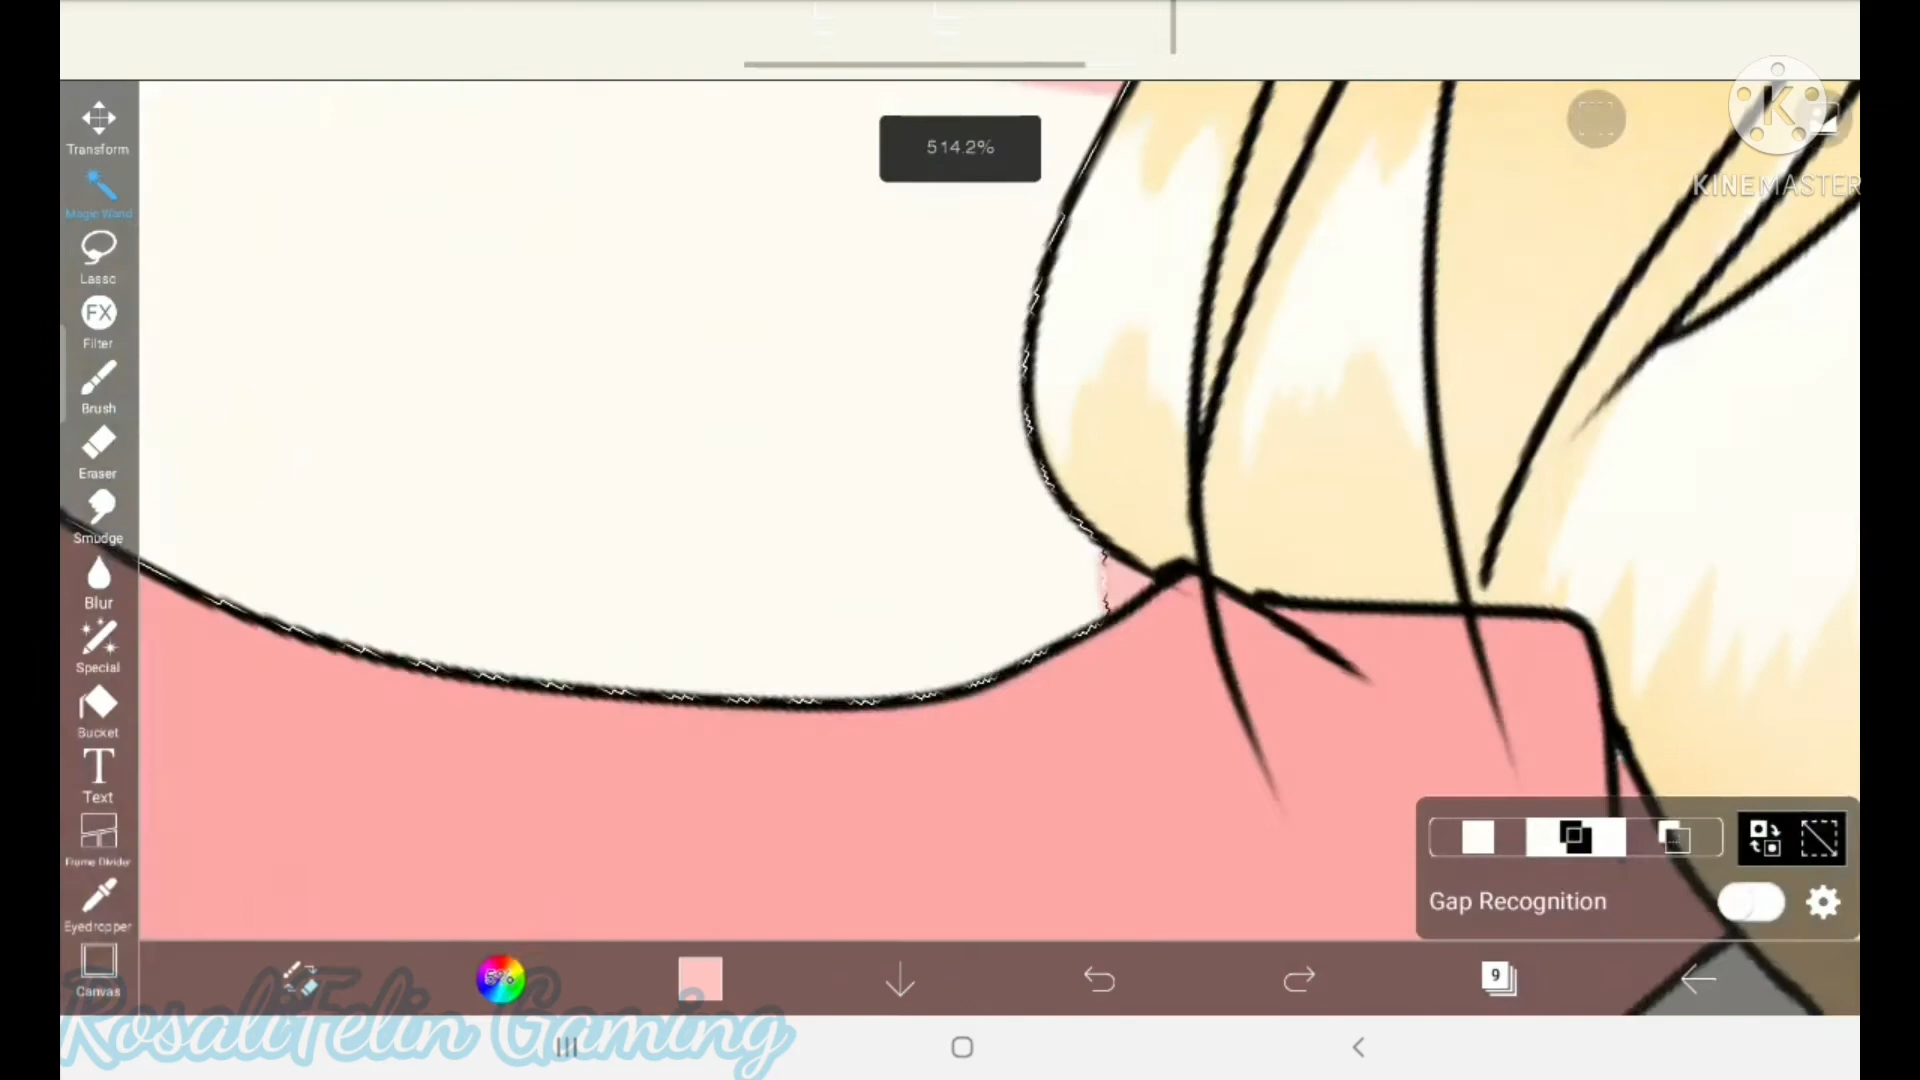 514.2%
K
KINEMASTER
Transform
Magic Wand
Lasso
FX
Filter
Brush
Eraser
Smudge
Blur
Special
Bucket
T
Text
Frame Divider
Eyedropper
Canvas
Gap Recognition
5%
9
RosaliFelin Gaming